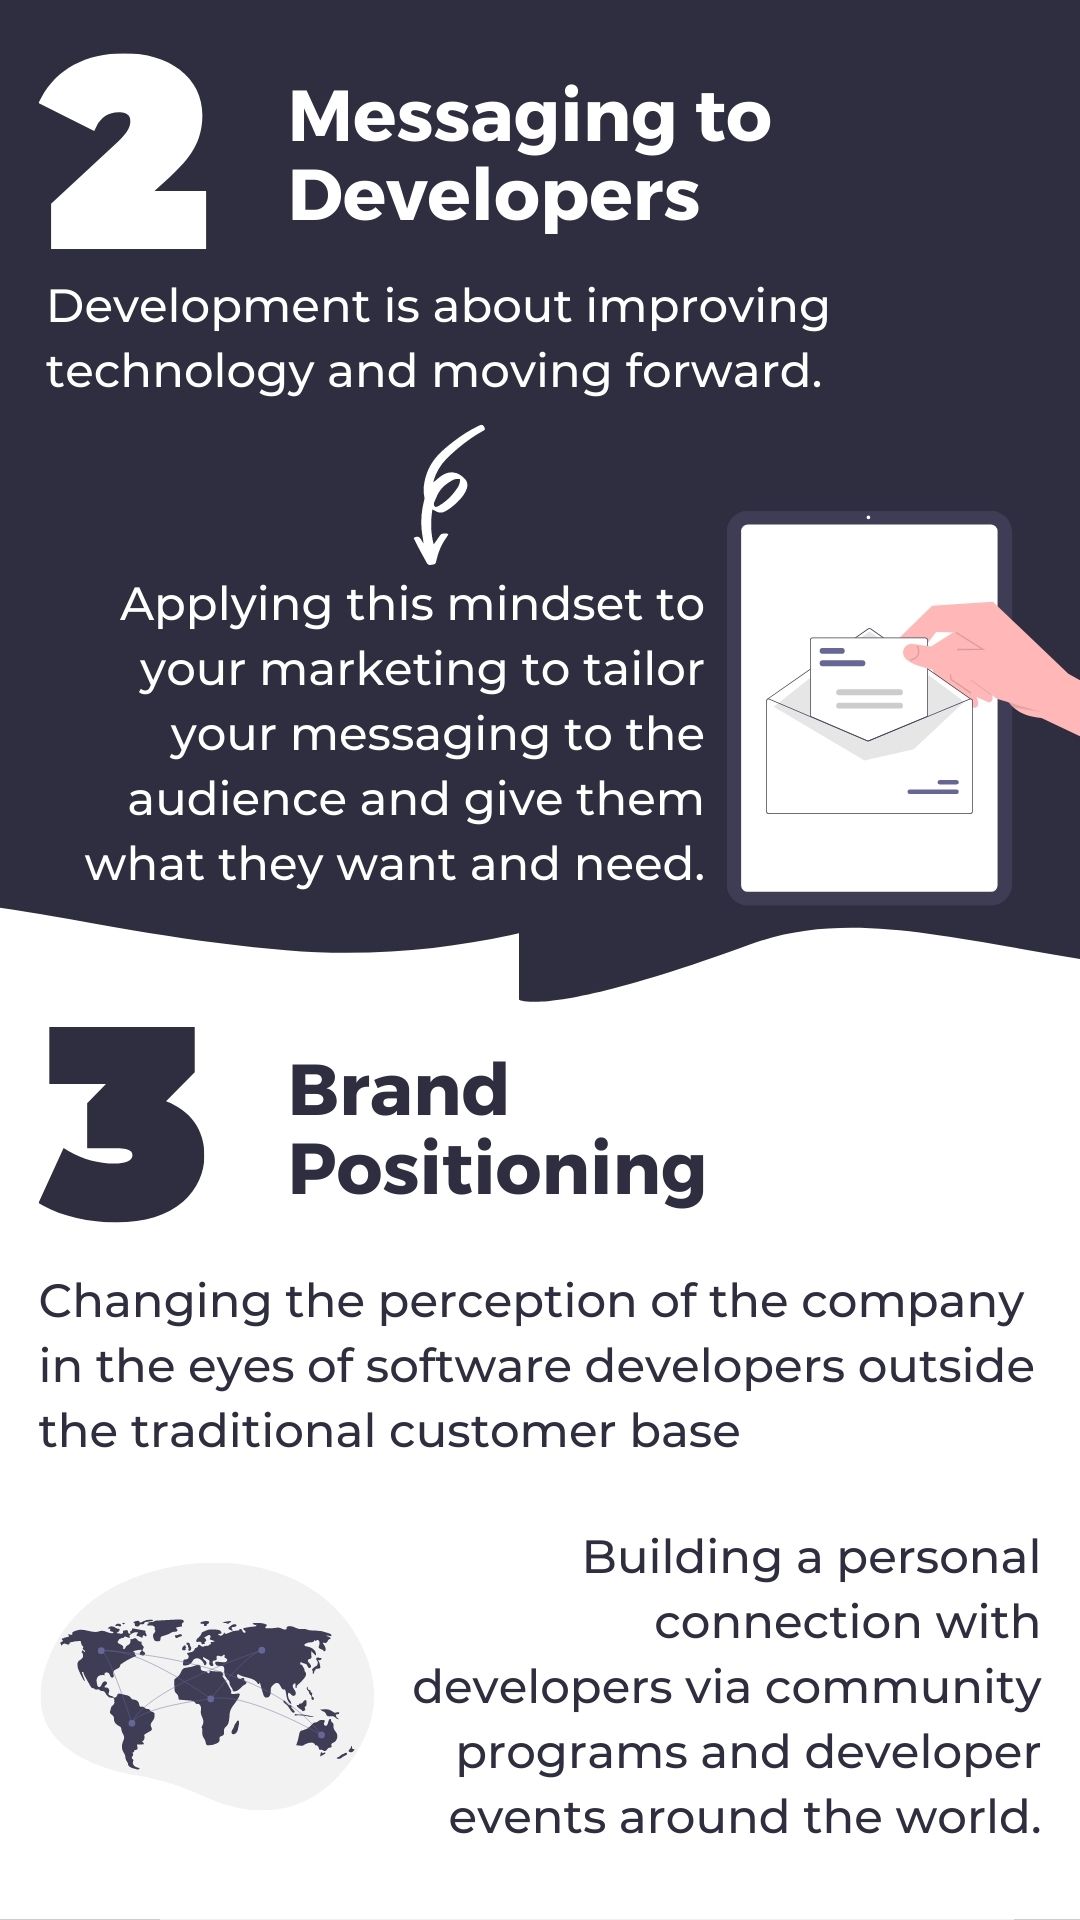 2
Messaging to
Developers
Development is about improving
technology and moving forward.
Applying this mindset to
your marketing to tailor
your messaging to the
audience and give them
what they want and need.
3
Brand
Positioning
Changing the perception of the company
in the eyes of software developers outside
the traditional customer base
Building a personal
connection with
developers via community
programs and developer
events around the world.